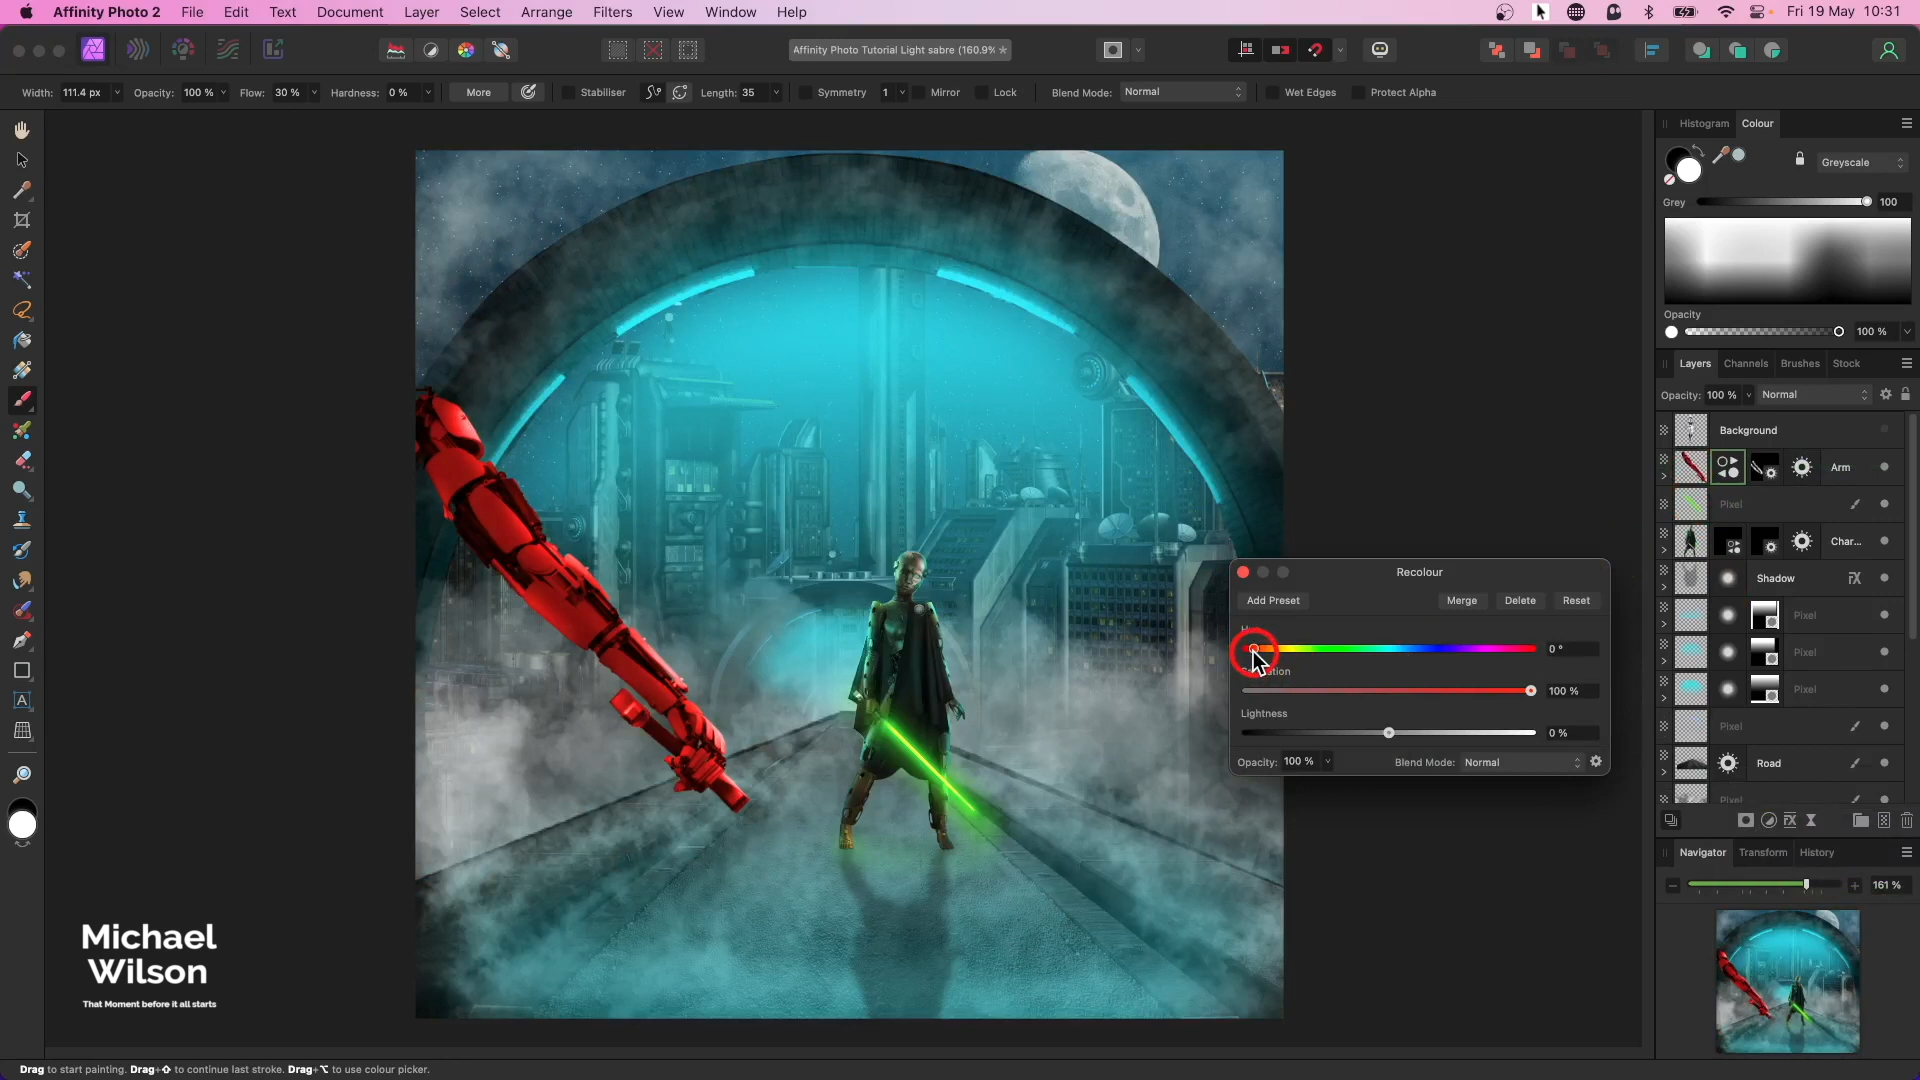 Affinity Photo 2 File Edit Text Document Layer Select Arrange Filters View Window Help Fri 19 May 10:31
Affinity Photo Tutorial Light sabre (160.9%
Width: 111.4 px Opacity: 100 % Flow: 30 % Hardness: 0 % More Stabiliser Length: 35 Symmetry 1 Mirror Lock Blend Mode: Normal Wet Edges Protect Alpha
Histogram Colour
Greyscale
Grey 100
Opacity
100 %
Layers Channels Brushes Stock
Opacity: 100 % Normal
Background
Arm
Pixel
Char...
Shadow
Pixel
Pixel
Pixel
Pixel
Road
Pixel
Recolour
Add Preset Merge Delete Reset
0 °
100 %
Lightness
0 %
Opacity: 100 % Blend Mode: Normal
Navigator Transform History
161 %
Michael
Wilson
That Moment before it all starts
Drag to start painting. Drag+⇧ to continue last stroke. Drag+⌥ to use colour picker.